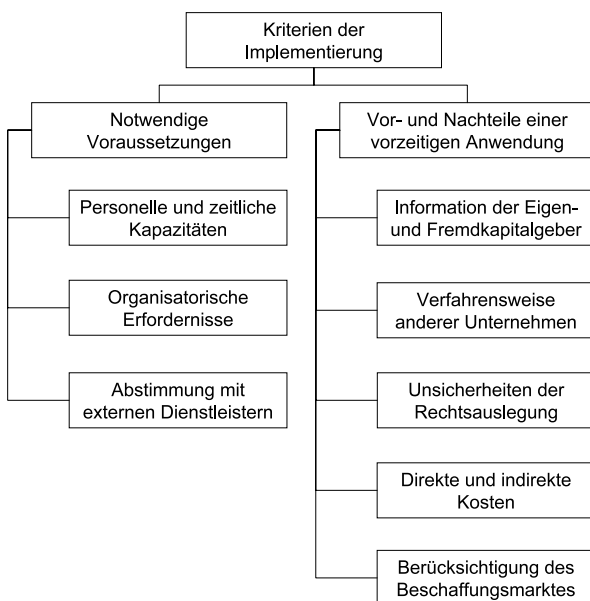 Kriterien der
Implementierung
Notwendige
Voraussetzungen
Personelle und zeitliche
Kapazitäten
Organisatorische
Erfordernisse
Abstimmung mit
externen Dienstleistern
Vor- und Nachteile einer
vorzeitigen Anwendung
Information der Eigen-
und Fremdkapitalgeber
Verfahrensweise
anderer Unternehmen
Unsicherheiten der
Rechtsauslegung
Direkte und indirekte
Kosten
Berücksichtigung des
Beschaffungsmarktes